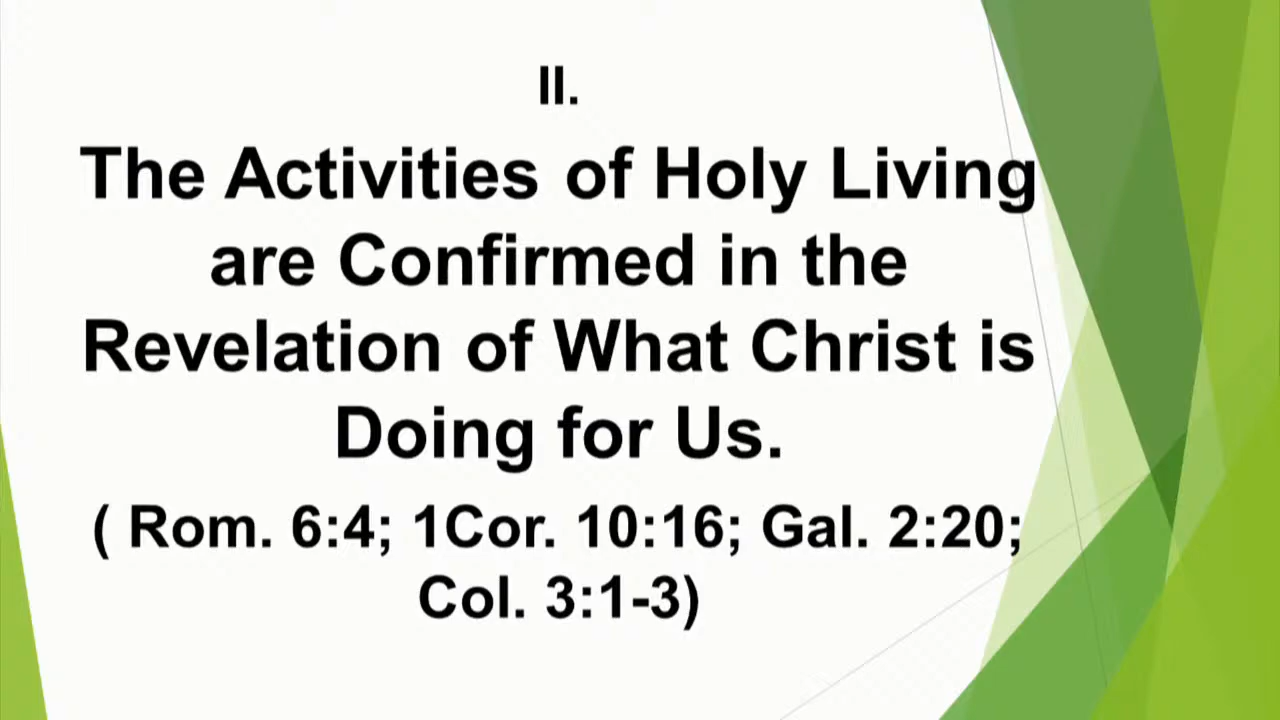 II.
The Activities of Holy Living
are Confirmed in the
Revelation of What Christ is
Doing for Us.
( Rom. 6:4; 1Cor. 10:16; Gal. 2:20;
Col. 3:1-3)